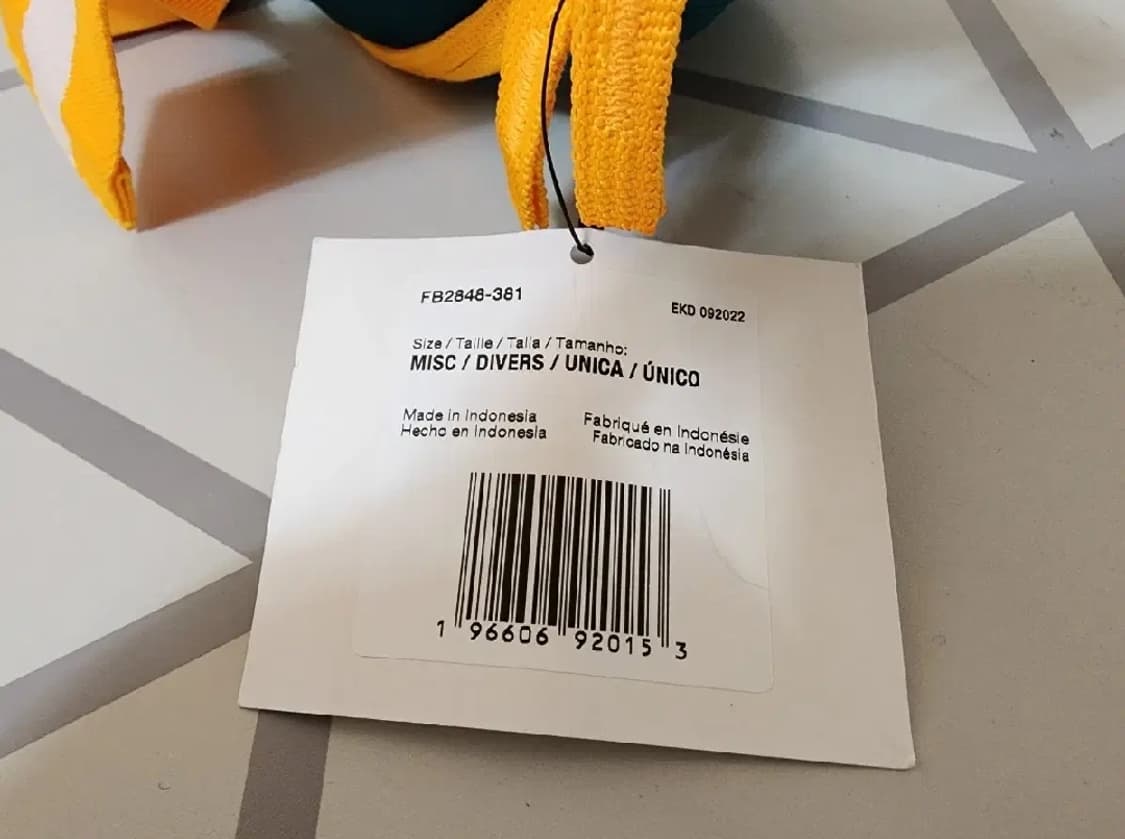 FB2848-381
EKD 092022
Size / Taille / Talla / Tamanho:
MISC / DIVERS / UNICA / ÚNICO
Made in Indonesia
Hecho en Indonesia
Fabriqué en Indonésie
Fabricado na Indonésia
1 96606 92015 3